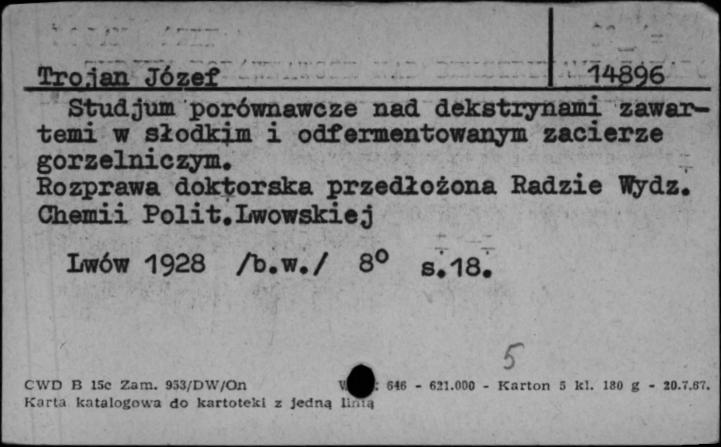 Trojan Józef 14896
Studjum porównawcze nad dekstrynami zawar-
temi w słodkim i odfermentowanym zacierze
gorzelniczym.
Rozprawa doktorska przedłożona Radzie Wydz.
Chemii Polit.Lwowskiej
Lwów 1928 /b.w./ 8° s.18.
5
CWD B 15c Zam. 953/DW/On : 646 - 621.000 - Karton 5 kl. 180 g - 20.7.67.
Karta katalogowa do kartoteki z jedną linią